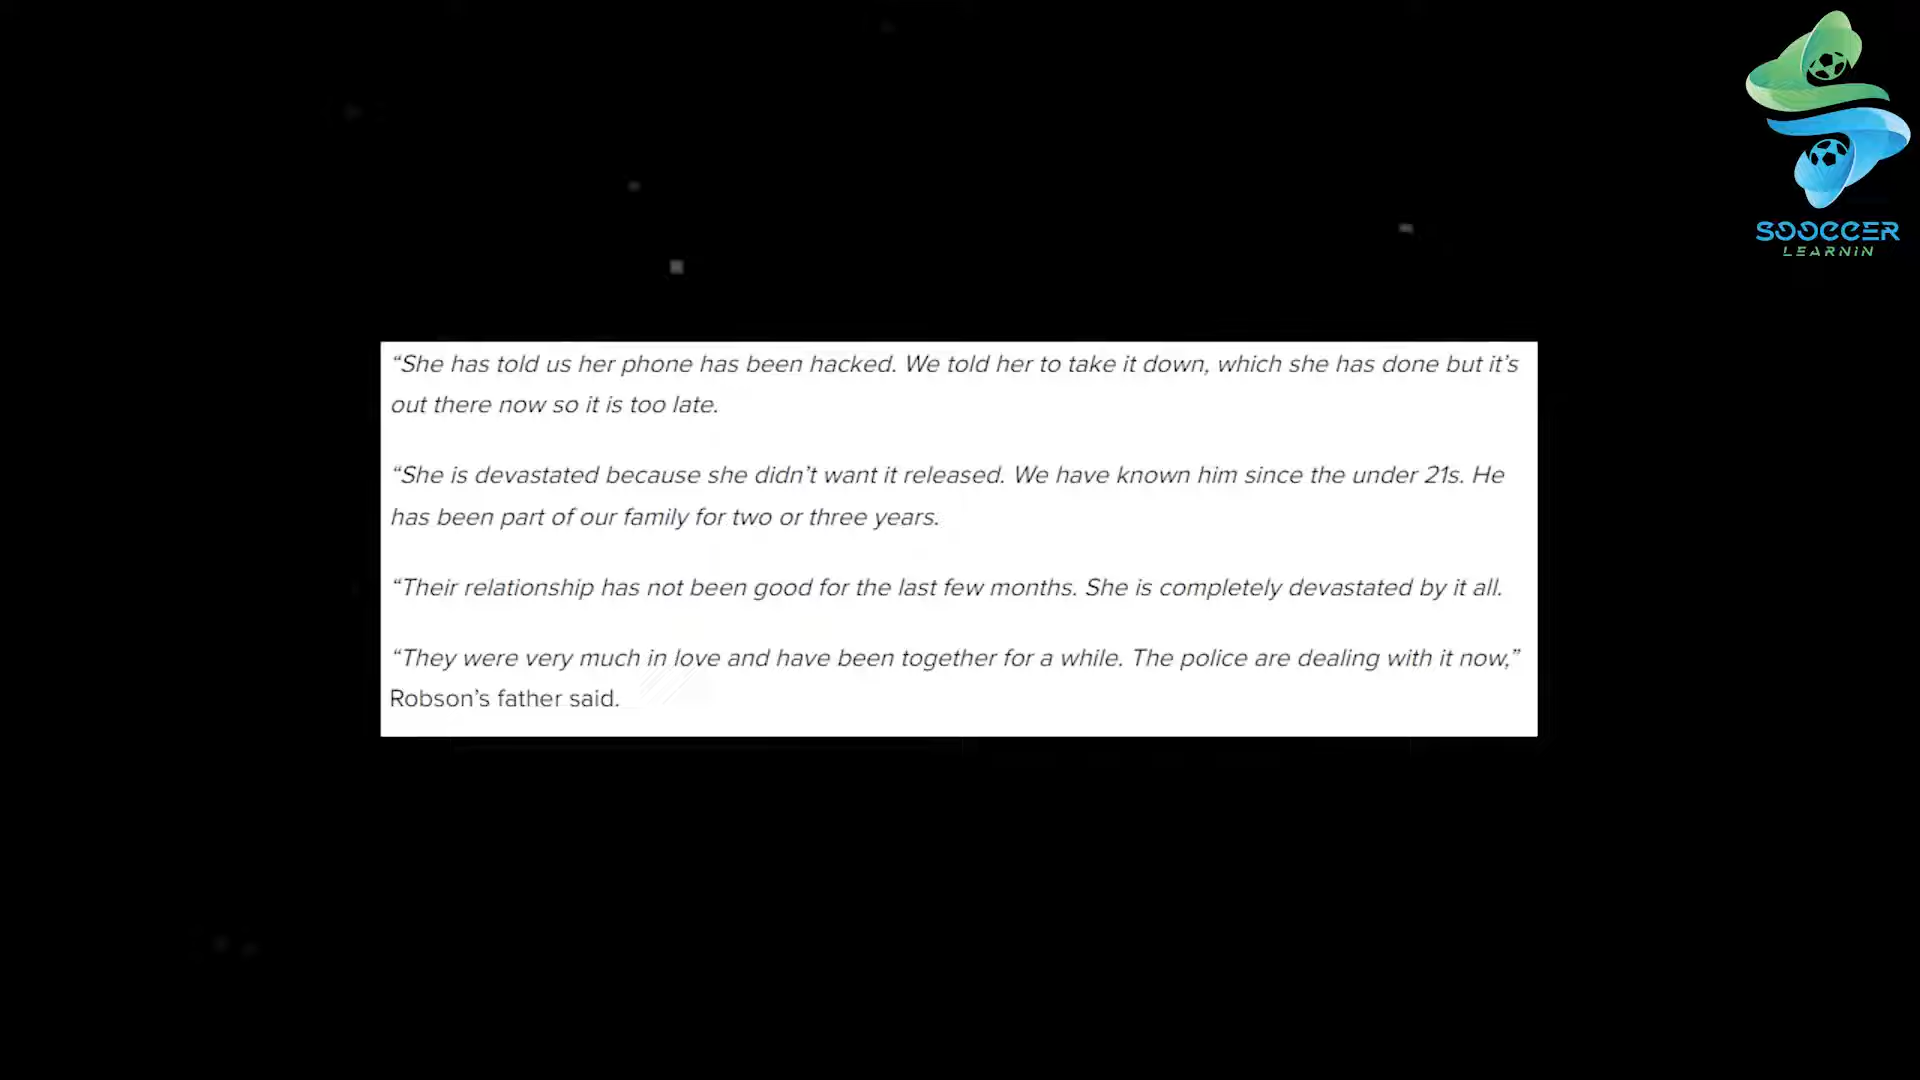 SOOCCER
LEARNIN
“She has told us her phone has been hacked. We told her to take it down, which she has done but it’s
out there now so it is too late.
“She is devastated because she didn’t want it released. We have known him since the under 21s. He
has been part of our family for two or three years.
“Their relationship has not been good for the last few months. She is completely devastated by it all.
“They were very much in love and have been together for a while. The police are dealing with it now,”
Robson’s father said.